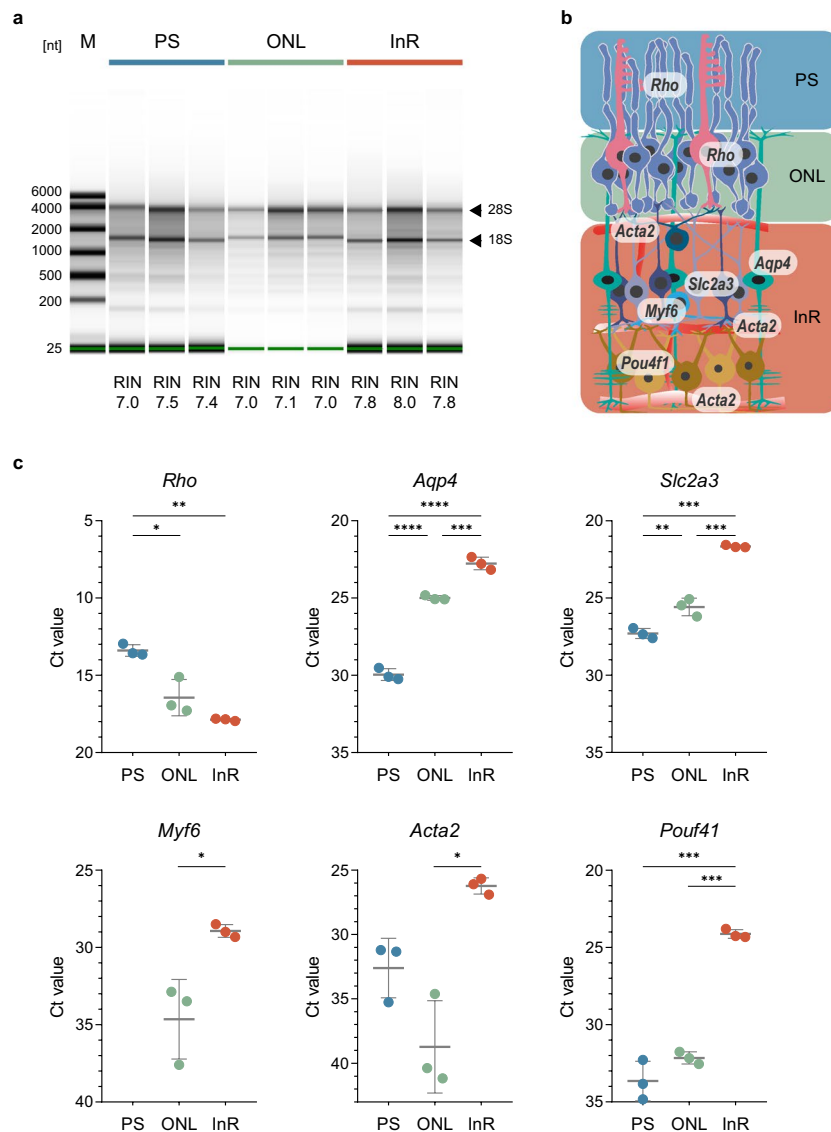 a
[nt] M PS ONL InR
6000
4000
2000
1000
500
200
25
28S
18S
RIN RIN RIN RIN RIN RIN RIN RIN RIN
7.0 7.5 7.4 7.0 7.1 7.0 7.8 8.0 7.8
b
Rho
PS
Rho
ONL
Acta2
Aqp4
Slc2a3
InR
Myf6
Acta2
Pou4f1
Acta2
c
Rho
** 
*
5
10
15
20
Ct value
PS ONL InR
Aqp4
****
**** ***
20
25
30
35
Ct value
PS ONL InR
Slc2a3
***
** ***
20
25
30
35
Ct value
PS ONL InR
Myf6
*
25
30
35
40
Ct value
PS ONL InR
Acta2
*
25
30
35
40
Ct value
PS ONL InR
Pouf41
***
***
20
25
30
35
Ct value
PS ONL InR